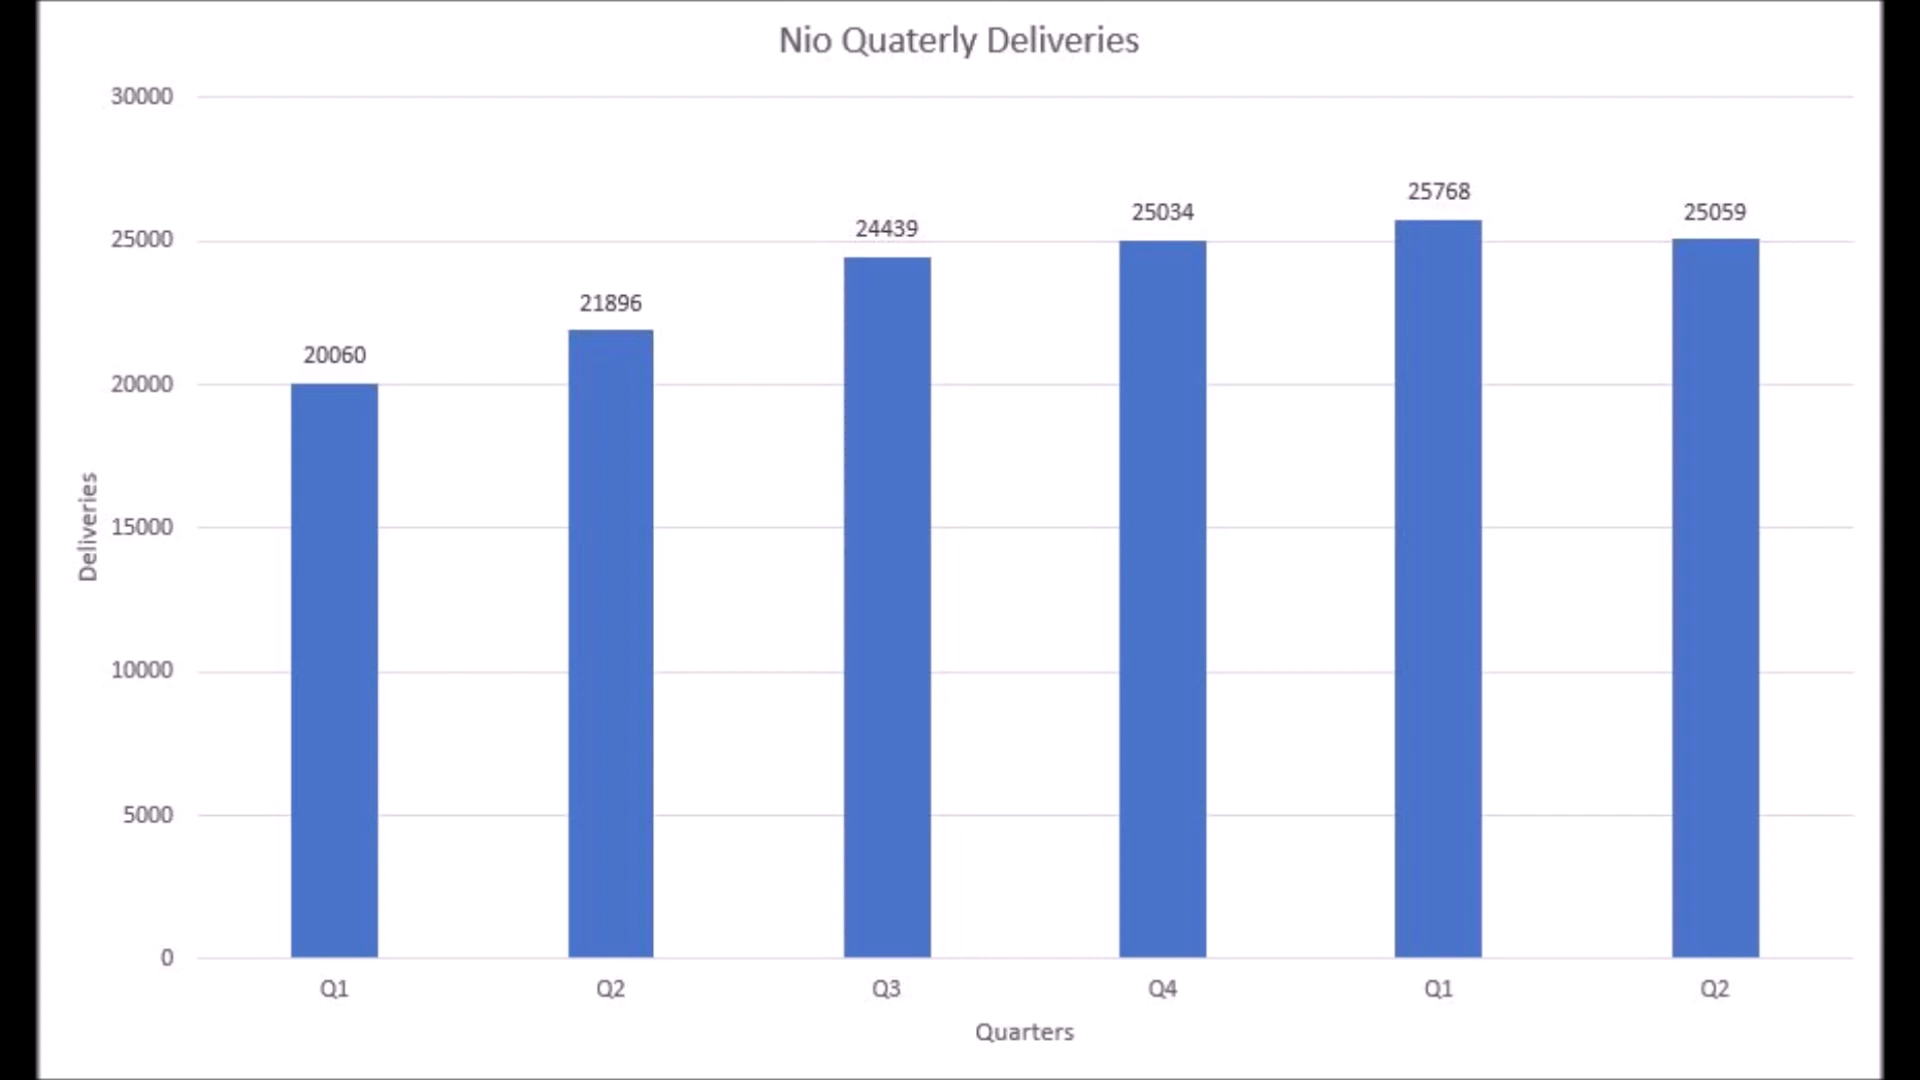 Nio Quaterly Deliveries
30000
25000
20000
15000
10000
5000
0
Deliveries
20060
21896
24439
25034
25768
25059
Q1
Q2
Q3
Q4
Q1
Q2
Quarters